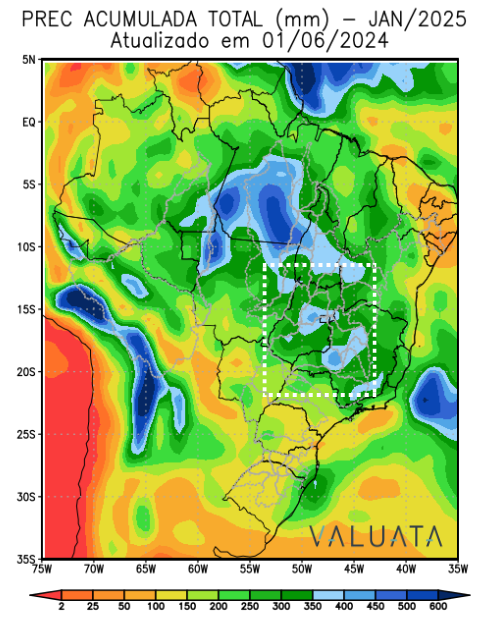 PREC ACUMULADA TOTAL (mm) – JAN/2025
Atualizado em 01/06/2024
5N
EQ
5S
10S
15S
20S
25S
30S
35S
VALUATA
75W 70W 65W 60W 55W 50W 45W 40W 35W
2 25 50 100 150 200 250 300 350 400 450 500 600